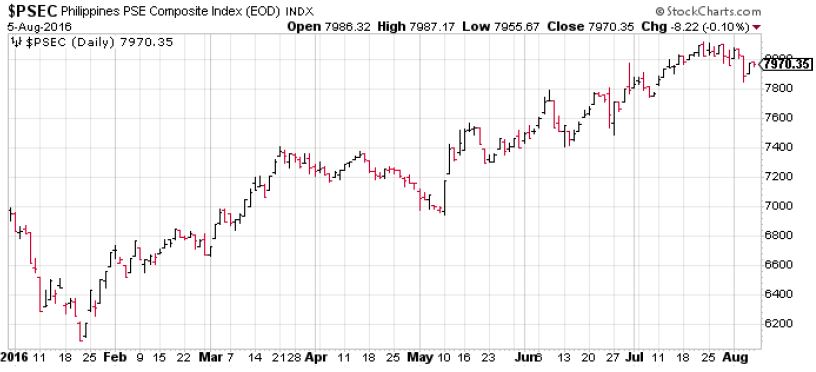 $PSEC Philippines PSE Composite Index (EOD) INDX © StockCharts.com
5-Aug-2016 Open 7986.32 High 7987.17 Low 7955.67 Close 7970.35 Chg -8.22 (-0.10%)
$PSEC (Daily) 7970.35
7970.35
7800
7600
7400
7200
7000
6800
6600
6400
6200
2016 11 18 25 Feb 9 15 22 Mar 7 14 21 28 Apr 11 18 25 May 10 16 23 Jun 6 13 20 27 Jul 11 18 25 Aug